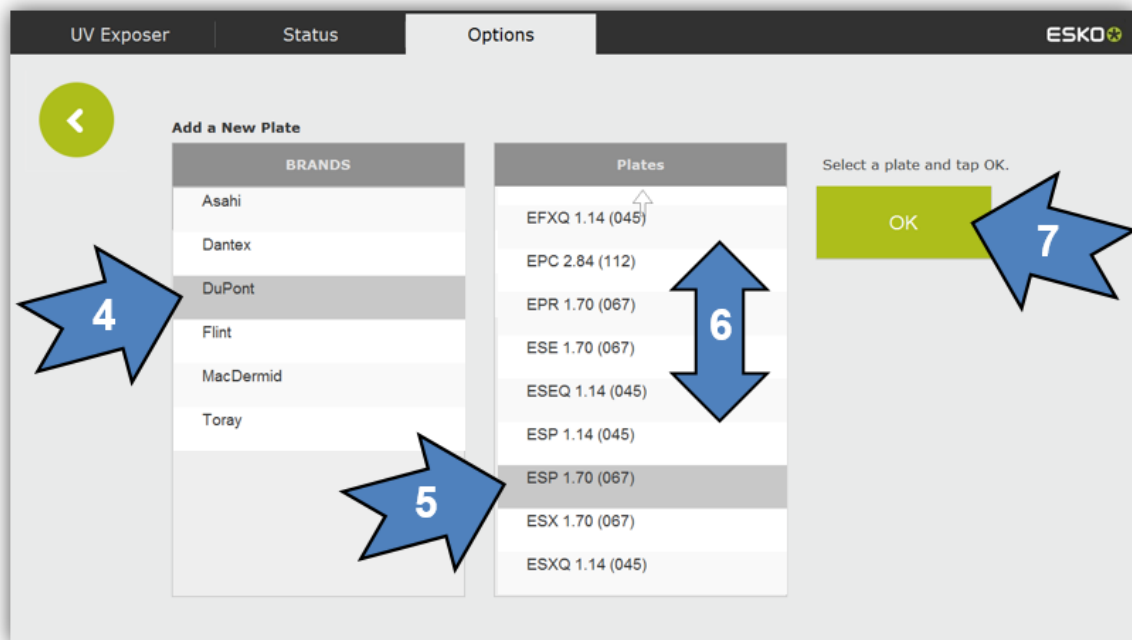 UV Exposer
Status
Options
ESKO
Add a New Plate
BRANDS
Asahi
Dantex
DuPont
Flint
MacDermid
Toray
Plates
EFXQ 1.14 (045)
EPC 2.84 (112)
EPR 1.70 (067)
ESE 1.70 (067)
ESEQ 1.14 (045)
ESP 1.14 (045)
ESP 1.70 (067)
ESX 1.70 (067)
ESXQ 1.14 (045)
Select a plate and tap OK.
OK
4
5
6
7